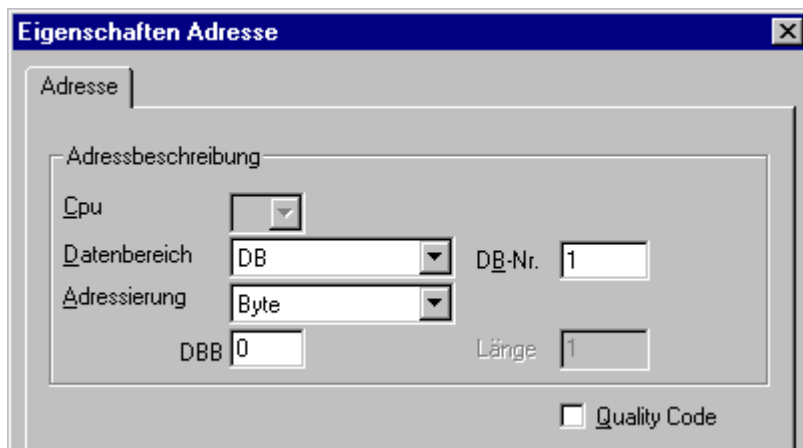 Eigenschaften Adresse
Adresse
Adressbeschreibung
Cpu
Datenbereich DB DB-Nr. 1
Adressierung Byte
DBB 0 Länge 1
Quality Code